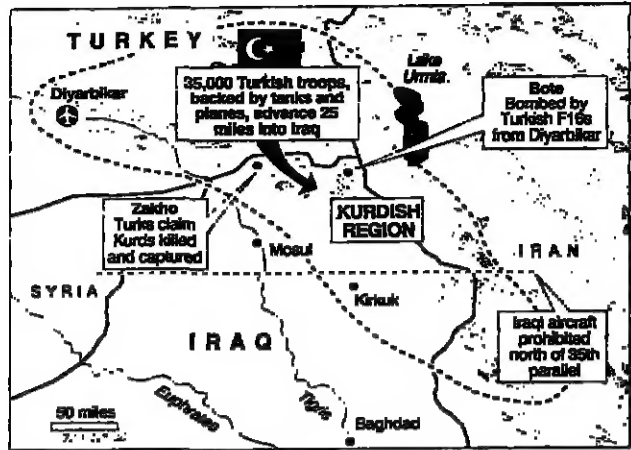 TURKEY
Diyarbikar
35,000 Turkish troops,
backed by tanks and
planes, advance 25
miles into Iraq
Lake
Urmia
Bote
Bombed by
Turkish F16s
from Diyarbikar
Zakho
Turks claim
Kurds killed
and captured
KURDISH
REGION
Mosul
IRAN
SYRIA
Kirkuk
Iraqi aircraft
prohibited
north of 35th
parallel
IRAQ
50 miles
Euphrates
Tigris
Baghdad